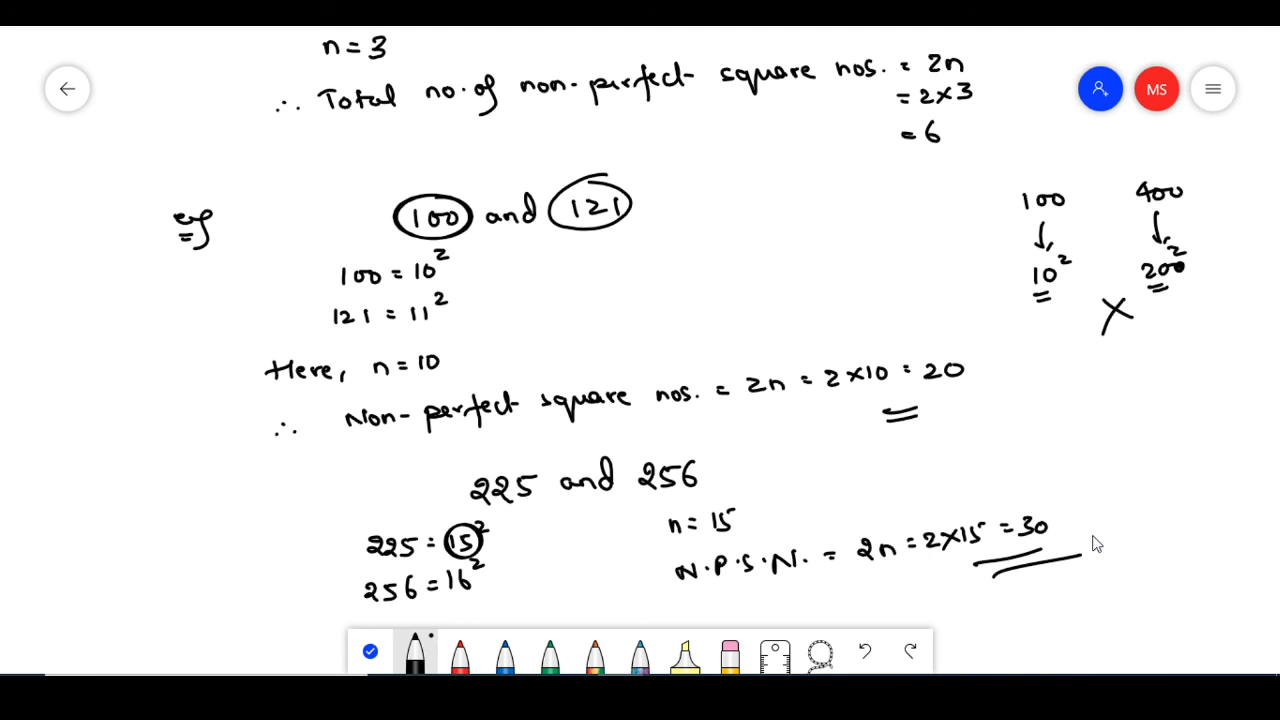 n = 3
∴ Total no. of non-perfect square nos. = 2n
= 2×3
= 6
MS
eg
=
100 and 121
100 = 10²
121 = 11²
100 400
↓ ↓
10² 200²
×
Here, n = 10
∴ Non-perfect square nos. = 2n = 2×10 = 20
225 and 256
225 = 15²
256 = 16²
n = 15
N.P.S.N. = 2n = 2×15 = 30